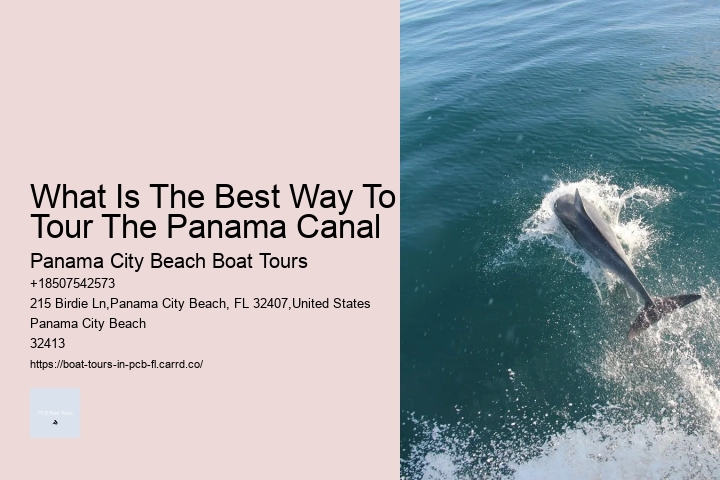 What Is The Best Way To
Tour The Panama Canal
Panama City Beach Boat Tours
+18507542573
215 Birdie Ln,Panama City Beach, FL 32407,United States
Panama City Beach
32413
https://boat-tours-in-pcb-fl.carrd.co/